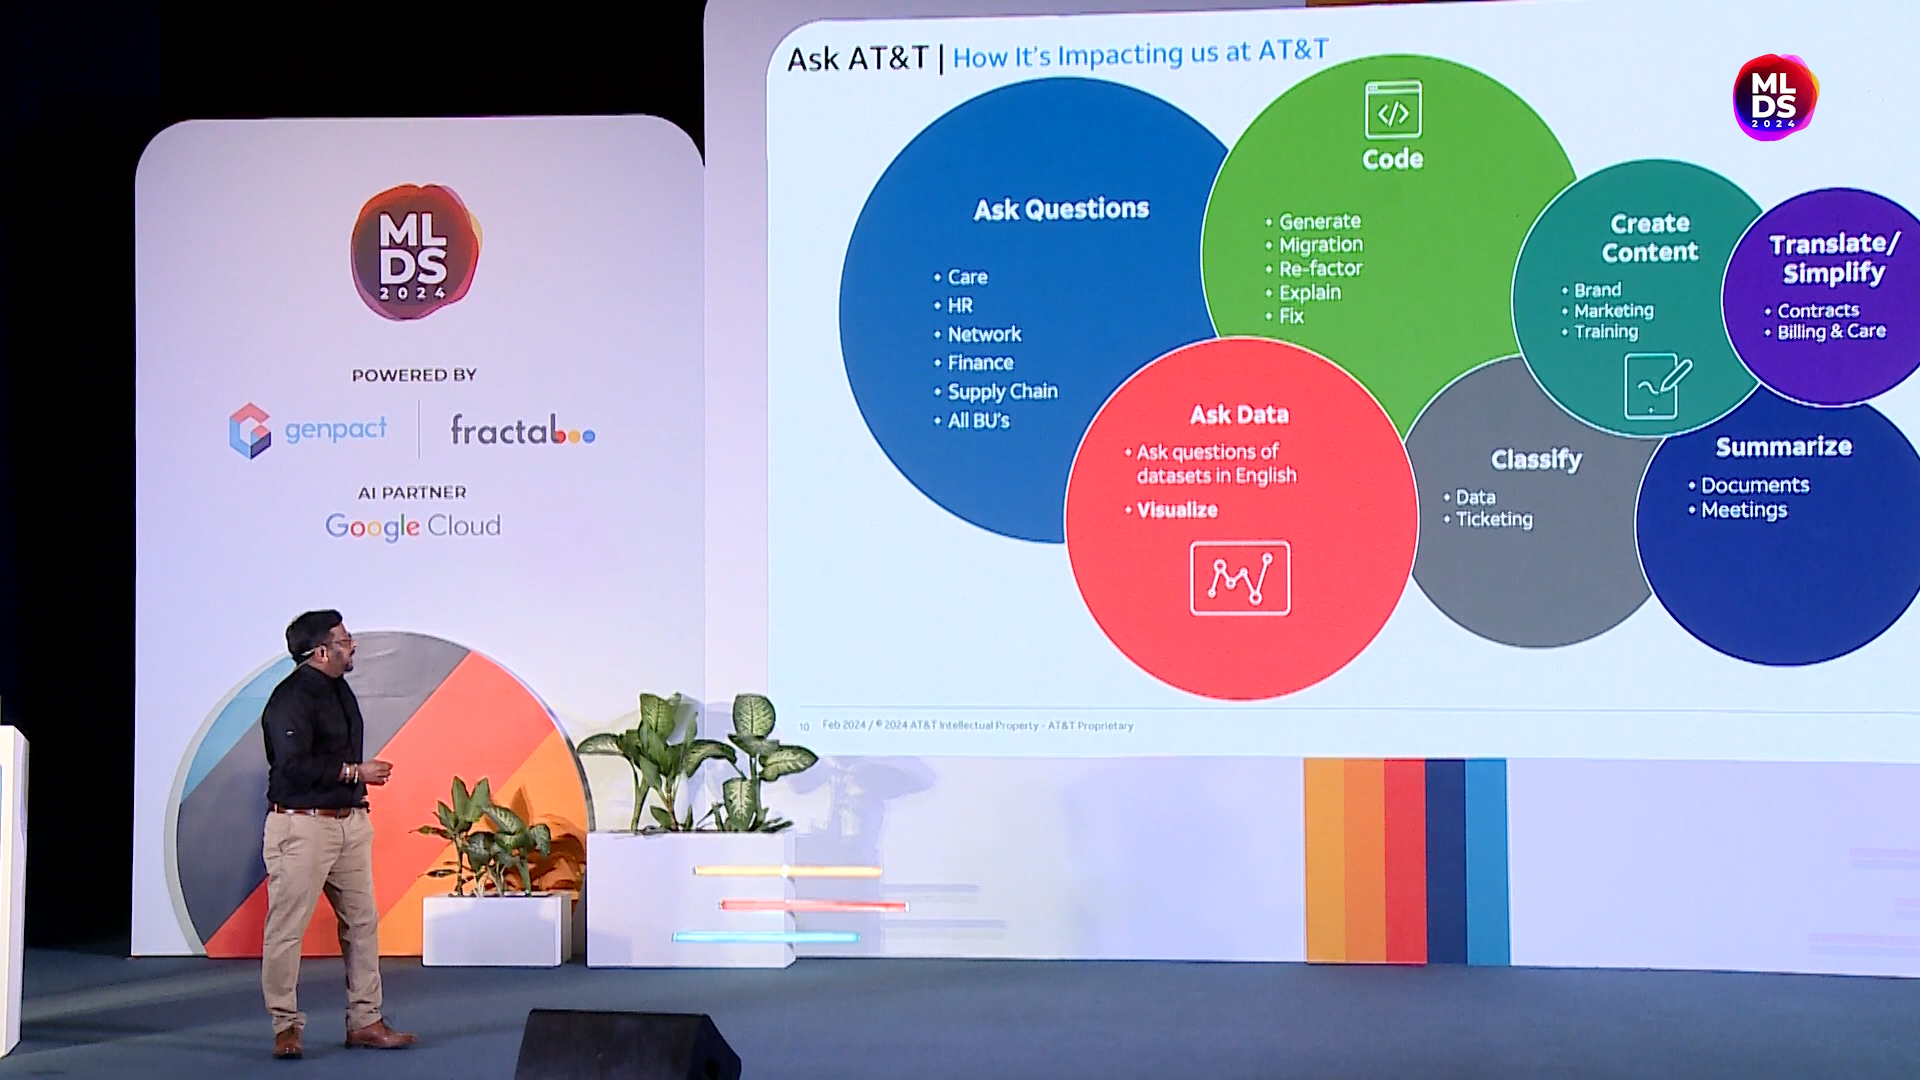 Ask AT&T | How It's Impacting us at AT&T
ML
DS
2024
ML
DS
2024
POWERED BY
genpact
fractal
AI PARTNER
Google Cloud
Ask Questions
• Care
• HR
• Network
• Finance
• Supply Chain
• All BU's
</>
Code
• Generate
• Migration
• Re-factor
• Explain
• Fix
Create
Content
• Brand
• Marketing
• Training
Translate/
Simplify
• Contracts
• Billing & Care
Ask Data
• Ask questions of
datasets in English
• Visualize
Classify
• Data
• Ticketing
Summarize
• Documents
• Meetings
10 Feb 2024 / © 2024 AT&T Intellectual Property - AT&T Proprietary